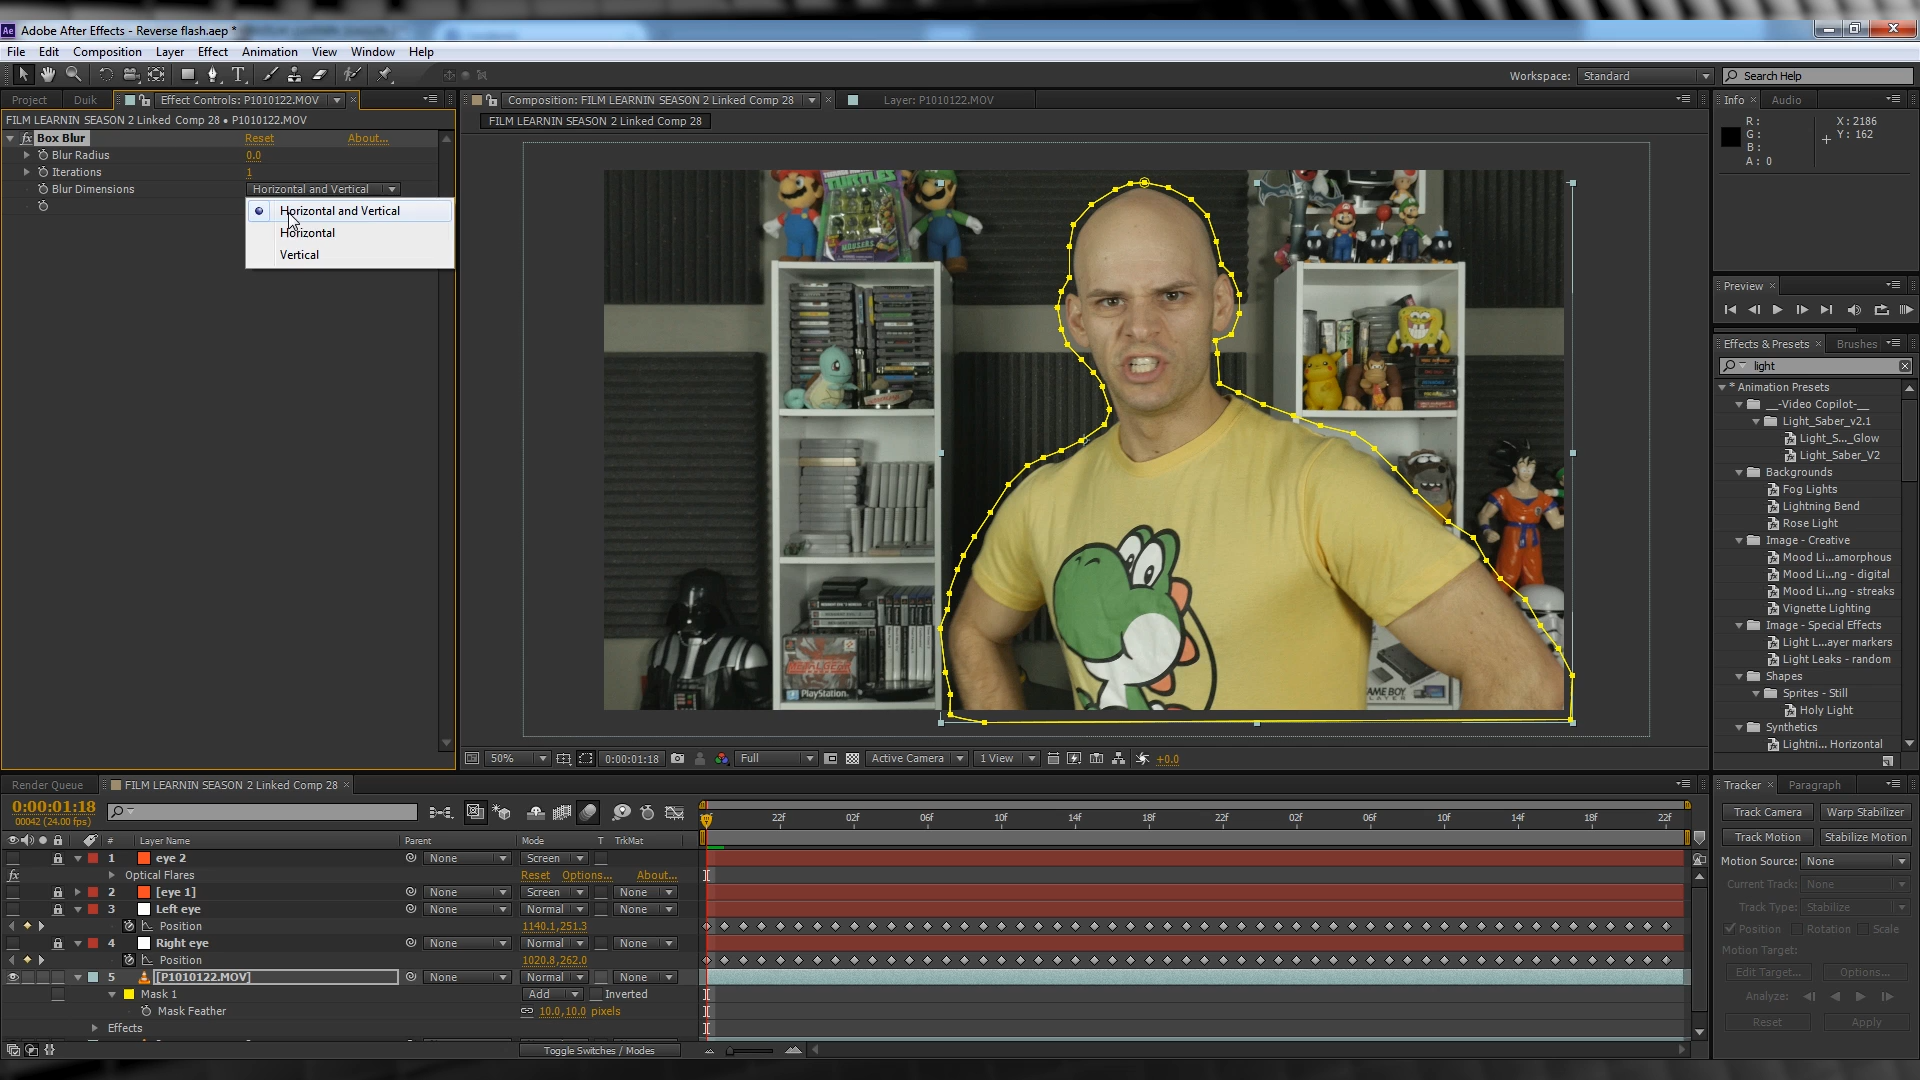 Ae Adobe After Effects - Reverse flash.aep *
File Edit Composition Layer Effect Animation View Window Help
Workspace: Standard Search Help
Project Duik Effect Controls: P1010122.MOV
FILM LEARNIN SEASON 2 Linked Comp 28 • P1010122.MOV
fx Box Blur Reset About...
Blur Radius 0.0
Iterations 1
Blur Dimensions Horizontal and Vertical
Horizontal and Vertical
Horizontal
Vertical
Composition: FILM LEARNIN SEASON 2 Linked Comp 28 Layer: P1010122.MOV
FILM LEARNIN SEASON 2 Linked Comp 28
TURTLES
MOUSERS
METAL GEAR
PlayStation.
GAME BOY
50% 0:00:01:18 Full Active Camera 1 View +0.0
Info Audio
R: X: 2186
G: Y: 162
B:
A: 0
Preview
Effects & Presets Brushes
light
* Animation Presets
__-Video Copilot-__
Light_Saber_v2.1
Light_S..._Glow
Light_Saber_V2
Backgrounds
Fog Lights
Lightning Bend
Rose Light
Image - Creative
Mood Li...amorphous
Mood Li...ng - digital
Mood Li...ng - streaks
Vignette Lighting
Image - Special Effects
Light L...ayer markers
Light Leaks - random
Shapes
Sprites - Still
Holy Light
Synthetics
Lightni... Horizontal
Render Queue FILM LEARNIN SEASON 2 Linked Comp 28
0:00:01:18
00042 (24.00 fps)
22f 02f 06f 10f 14f 18f 22f 02f 06f 10f 14f 18f 22f
# Layer Name Parent Mode T TrkMat
1 eye 2 None Screen
fx Optical Flares Reset Options... About...
2 [eye 1] None Screen None
3 Left eye None Normal None
Position 1140.1,251.3
4 Right eye None Normal None
Position 1020.8,262.0
5 [P1010122.MOV] None Normal None
Mask 1 Add Inverted
Mask Feather 10.0,10.0 pixels
Effects
Toggle Switches / Modes
Tracker Paragraph
Track Camera Warp Stabilizer
Track Motion Stabilize Motion
Motion Source: None
Current Track: None
Track Type: Stabilize
Position Rotation Scale
Motion Target:
Edit Target... Options...
Analyze:
Reset Apply